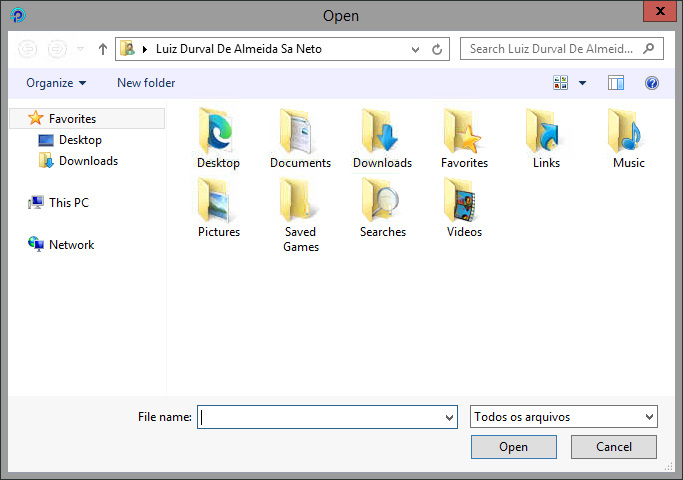 Open
Luiz Durval De Almeida Sa Neto
Search Luiz Durval De Almeid...
Organize
New folder
Favorites
Desktop
Downloads
This PC
Network
Desktop
Documents
Downloads
Favorites
Links
Music
Pictures
Saved
Games
Searches
Videos
File name:
Todos os arquivos
Open
Cancel